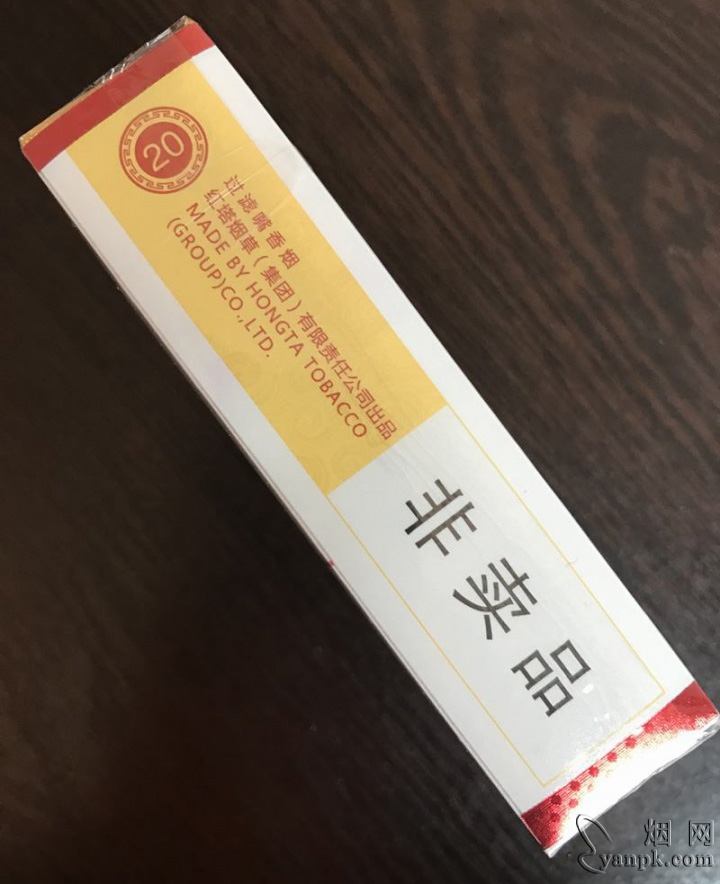 20
过滤嘴香烟
红塔烟草（集团）有限责任公司出品
MADE BY HONGTA TOBACCO
(GROUP)CO.,LTD.
非卖品
烟网
yanpk.com